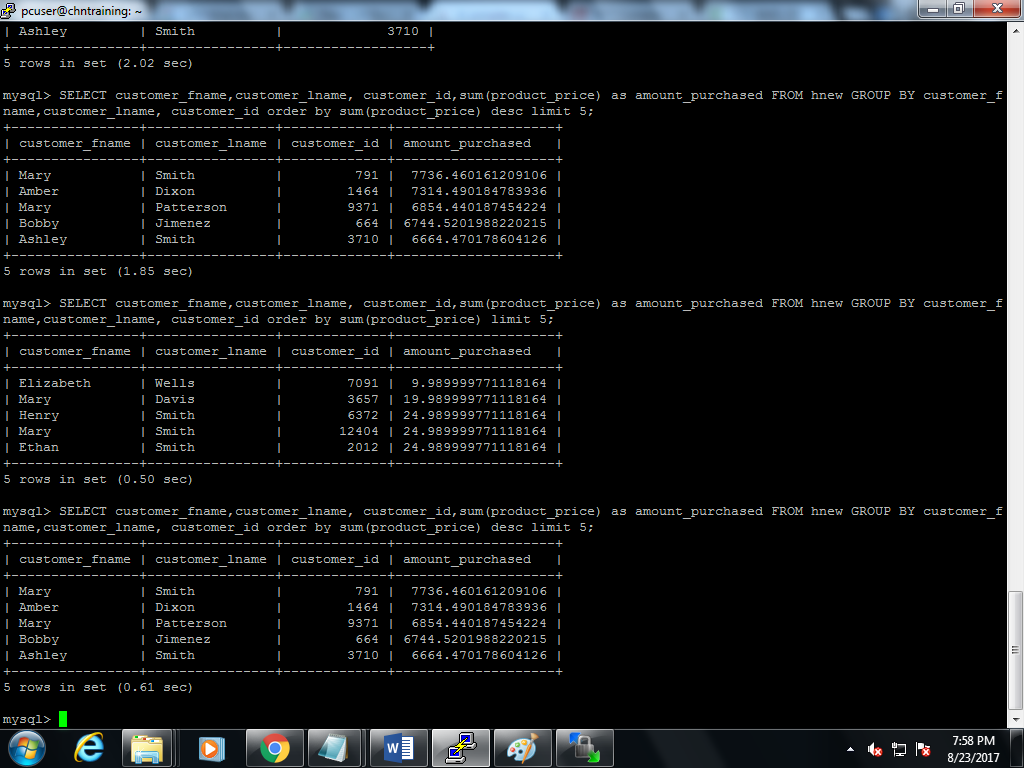 pcuser@chntraining: ~
| Ashley         | Smith          |             3710 |
+----------------+----------------+------------------+
5 rows in set (2.02 sec)
mysql> SELECT customer_fname,customer_lname, customer_id,sum(product_price) as amount_purchased FROM hnew GROUP BY customer_f
name,customer_lname, customer_id order by sum(product_price) desc limit 5;
+----------------+----------------+-------------+--------------------+
| customer_fname | customer_lname | customer_id | amount_purchased   |
+----------------+----------------+-------------+--------------------+
| Mary           | Smith          |         791 |  7736.460161209106 |
| Amber          | Dixon          |        1464 |  7314.490184783936 |
| Mary           | Patterson      |        9371 |  6854.440187454224 |
| Bobby          | Jimenez        |         664 | 6744.5201988220215 |
| Ashley         | Smith          |        3710 |  6664.470178604126 |
+----------------+----------------+-------------+--------------------+
5 rows in set (1.85 sec)
mysql> SELECT customer_fname,customer_lname, customer_id,sum(product_price) as amount_purchased FROM hnew GROUP BY customer_f
name,customer_lname, customer_id order by sum(product_price) limit 5;
+----------------+----------------+-------------+--------------------+
| customer_fname | customer_lname | customer_id | amount_purchased   |
+----------------+----------------+-------------+--------------------+
| Elizabeth      | Wells          |        7091 |  9.989999771118164 |
| Mary           | Davis          |        3657 | 19.989999771118164 |
| Henry          | Smith          |        6372 | 24.989999771118164 |
| Mary           | Smith          |       12404 | 24.989999771118164 |
| Ethan          | Smith          |        2012 | 24.989999771118164 |
+----------------+----------------+-------------+--------------------+
5 rows in set (0.50 sec)
mysql> SELECT customer_fname,customer_lname, customer_id,sum(product_price) as amount_purchased FROM hnew GROUP BY customer_f
name,customer_lname, customer_id order by sum(product_price) desc limit 5;
+----------------+----------------+-------------+--------------------+
| customer_fname | customer_lname | customer_id | amount_purchased   |
+----------------+----------------+-------------+--------------------+
| Mary           | Smith          |         791 |  7736.460161209106 |
| Amber          | Dixon          |        1464 |  7314.490184783936 |
| Mary           | Patterson      |        9371 |  6854.440187454224 |
| Bobby          | Jimenez        |         664 | 6744.5201988220215 |
| Ashley         | Smith          |        3710 |  6664.470178604126 |
+----------------+----------------+-------------+--------------------+
5 rows in set (0.61 sec)
mysql>
7:58 PM
8/23/2017